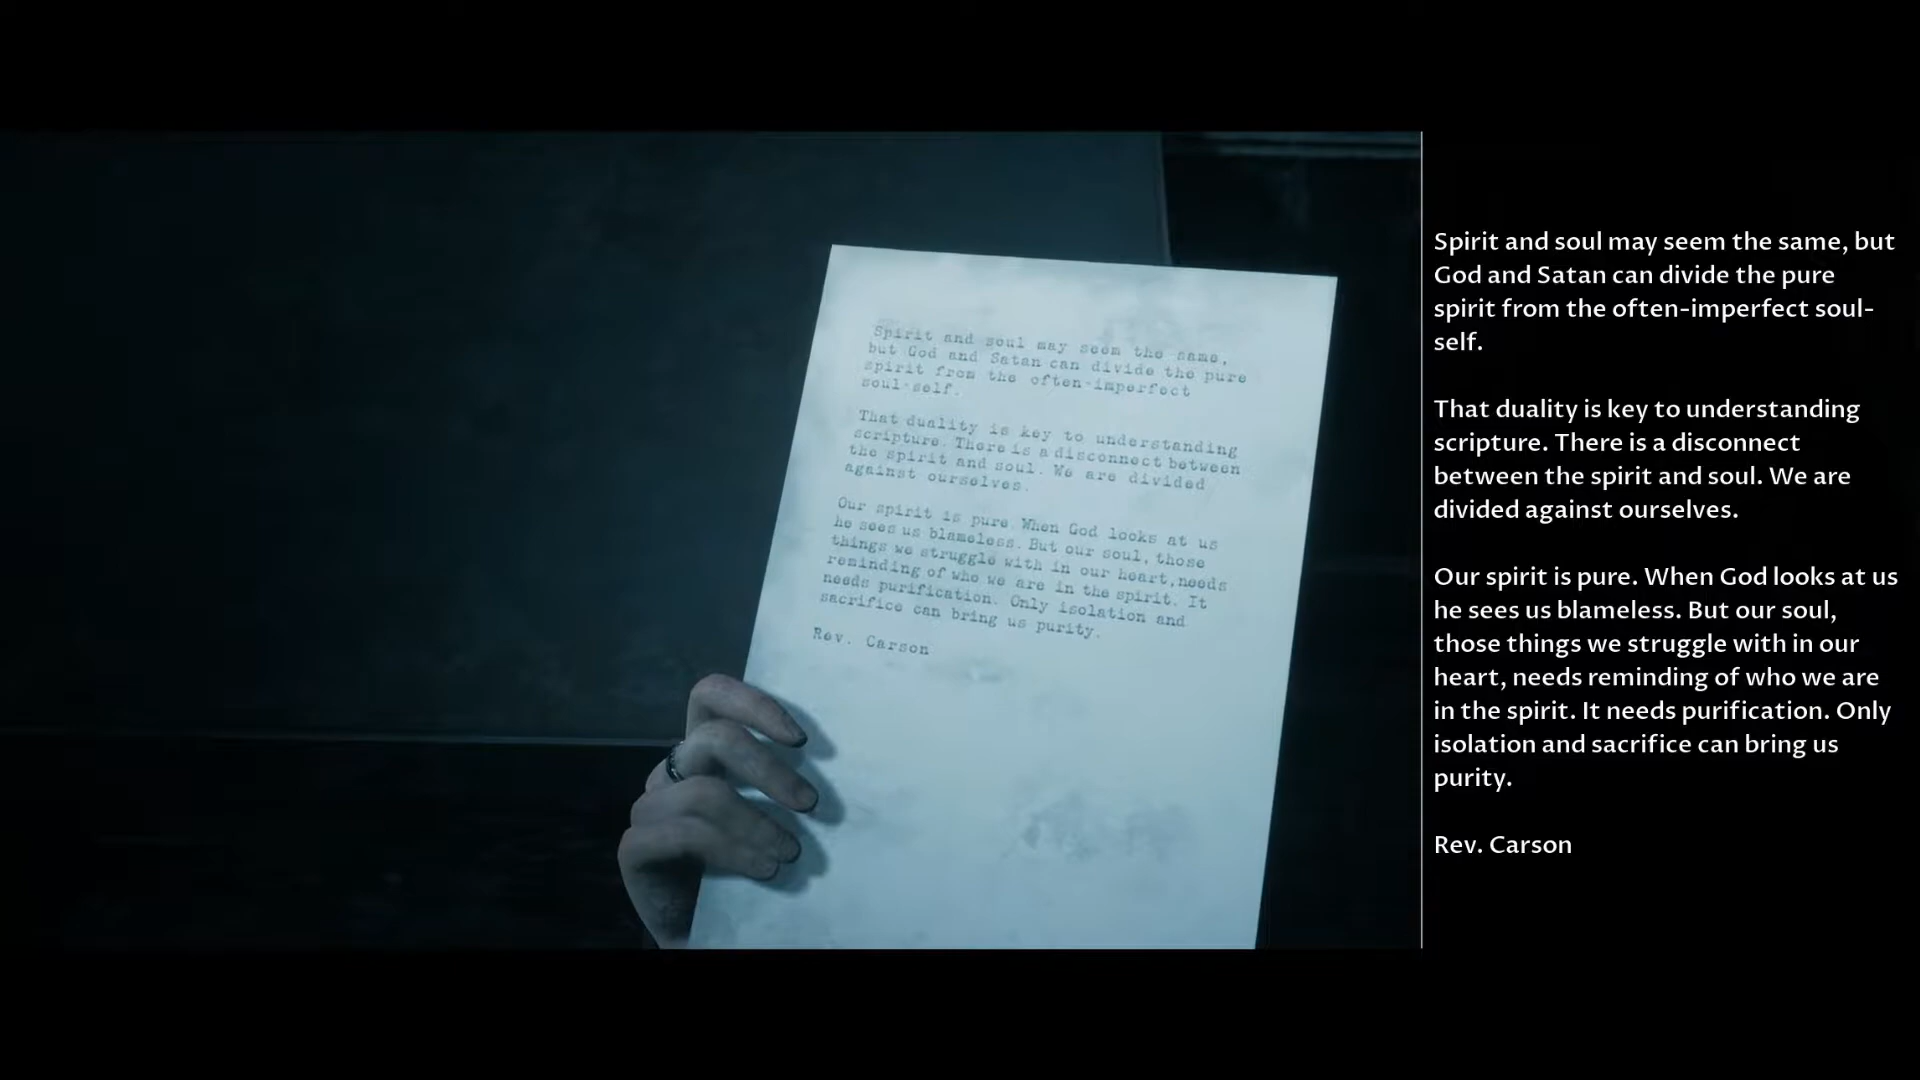 Spirit and soul may seem the same,
but God and Satan can divide the pure
spirit from the often-imperfect
soul-self.
That duality is key to understanding
scripture. There is a disconnect between
the spirit and soul. We are divided
against ourselves.
Our spirit is pure. When God looks at us
he sees us blameless. But our soul, those
things we struggle with in our heart, needs
reminding of who we are in the spirit. It
needs purification. Only isolation and
sacrifice can bring us purity.
Rev. Carson
Spirit and soul may seem the same, but
God and Satan can divide the pure
spirit from the often-imperfect soul-
self.
That duality is key to understanding
scripture. There is a disconnect
between the spirit and soul. We are
divided against ourselves.
Our spirit is pure. When God looks at us
he sees us blameless. But our soul,
those things we struggle with in our
heart, needs reminding of who we are
in the spirit. It needs purification. Only
isolation and sacrifice can bring us
purity.
Rev. Carson